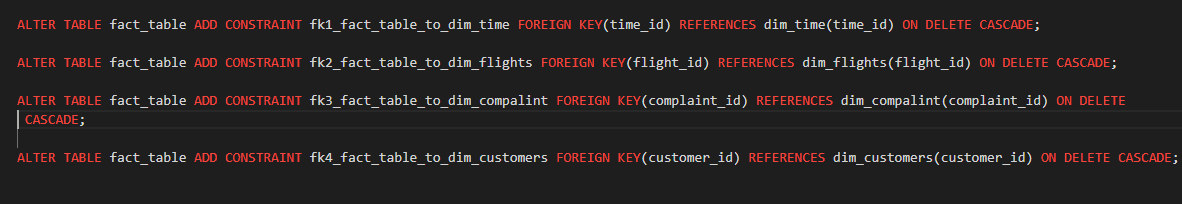 ALTER TABLE fact_table ADD CONSTRAINT fk1_fact_table_to_dim_time FOREIGN KEY(time_id) REFERENCES dim_time(time_id) ON DELETE CASCADE;
ALTER TABLE fact_table ADD CONSTRAINT fk2_fact_table_to_dim_flights FOREIGN KEY(flight_id) REFERENCES dim_flights(flight_id) ON DELETE CASCADE;
ALTER TABLE fact_table ADD CONSTRAINT fk3_fact_table_to_dim_compalint FOREIGN KEY(complaint_id) REFERENCES dim_compalint(complaint_id) ON DELETE
CASCADE;
ALTER TABLE fact_table ADD CONSTRAINT fk4_fact_table_to_dim_customers FOREIGN KEY(customer_id) REFERENCES dim_customers(customer_id) ON DELETE CASCADE;